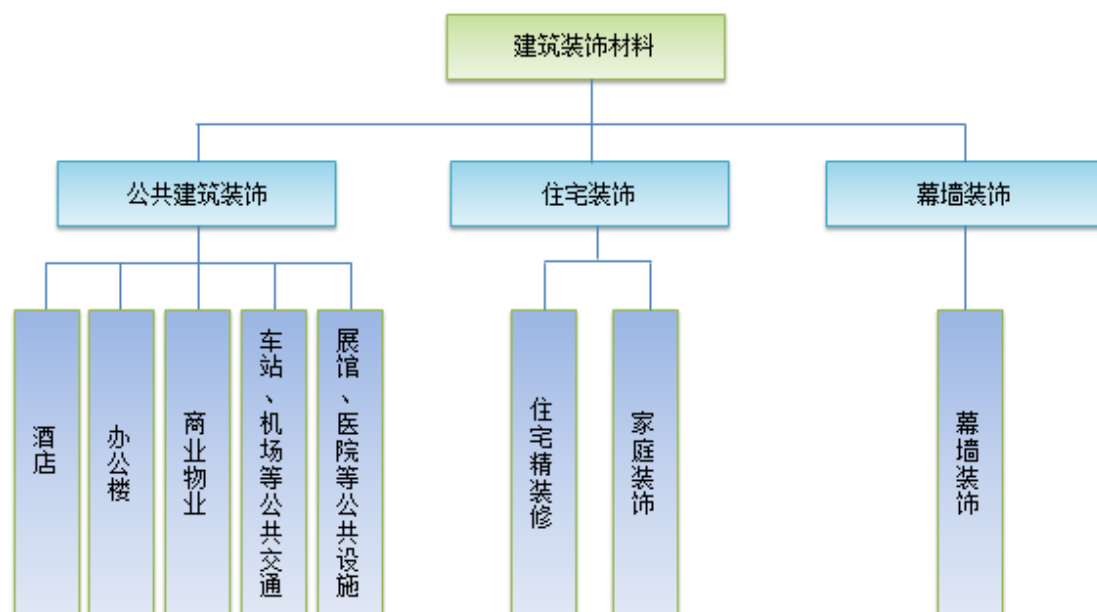 建筑装饰材料
公共建筑装饰
住宅装饰
幕墙装饰
酒店
办公楼
商业物业
车站、机场等公共交通
展馆、医院等公共设施
住宅精装修
家庭装饰
幕墙装饰